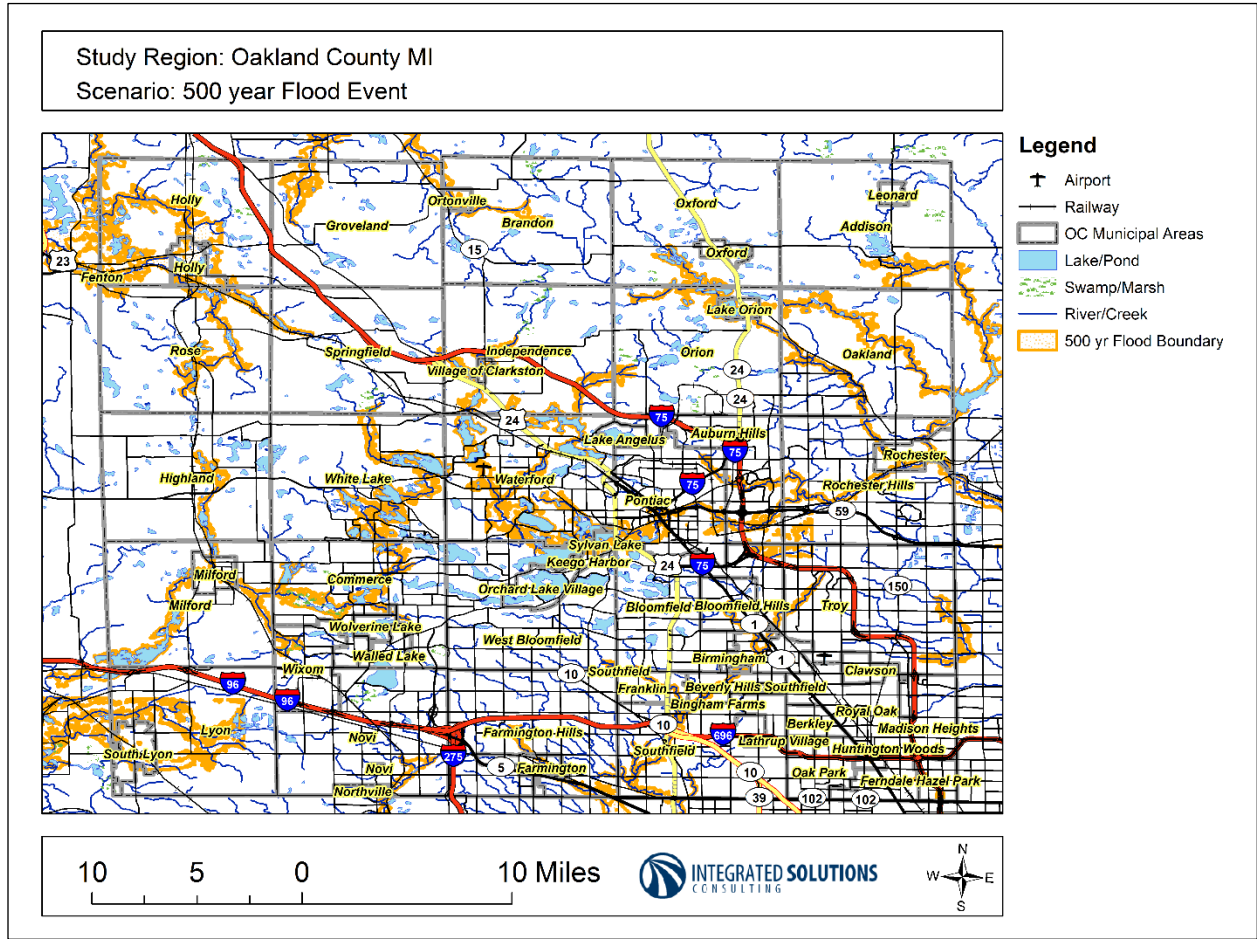 Study Region: Oakland County MI
Scenario: 500 year Flood Event
Legend
Airport
Railway
OC Municipal Areas
Lake/Pond
Swamp/Marsh
River/Creek
500 yr Flood Boundary
Holly
Groveland
Ortonville
Brandon
Oxford
Leonard
Addison
15
23
Fenton
Holly
Oxford
Lake Orion
Rose
Springfield
Independence
Village of Clarkston
Orion
Oakland
24
24
24
75
Lake Angelus
Auburn Hills
75
Rochester
Highland
White Lake
Waterford
75
Rochester Hills
Pontiac
59
Sylvan Lake
Keego Harbor
24
75
Milford
Commerce
Orchard Lake Village
150
Milford
Bloomfield
Bloomfield Hills
Troy
Wolverine Lake
1
West Bloomfield
Walled Lake
Birmingham
1
Wixom
10
Southfield
Clawson
96
Franklin
Beverly Hills
Southfield
96
Bingham Farms
Royal Oak
Lyon
Novi
Farmington Hills
10
696
Berkley
Madison Heights
South Lyon
275
Southfield
Lathrup Village
Huntington Woods
Novi
5
Farmington
10
Oak Park
Ferndale
Hazel Park
Northville
39
102
102
10 5 0 10 Miles
INTEGRATED SOLUTIONS
CONSULTING
N
W E
S